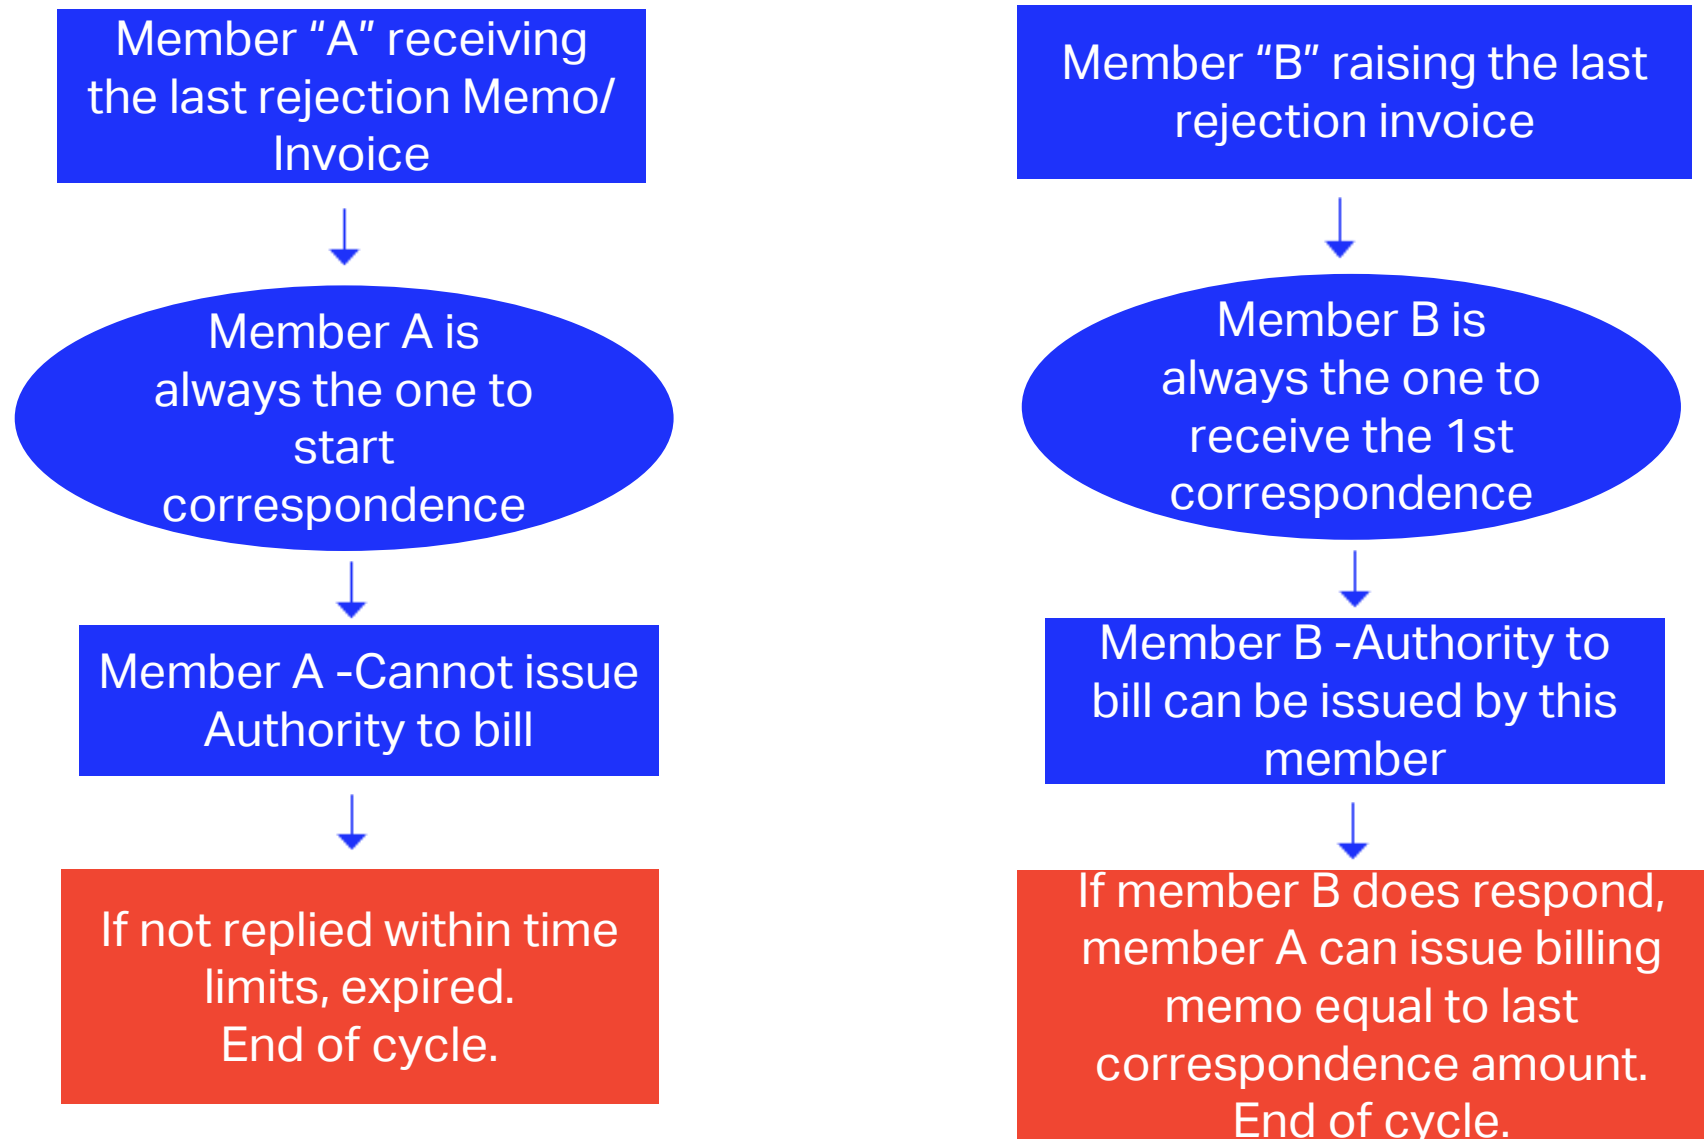 Member “A” receiving
the last rejection Memo/
Invoice
Member A is
always the one to
start
correspondence
Member A -Cannot issue
Authority to bill
If not replied within time
limits, expired.
End of cycle.
Member “B” raising the last
rejection invoice
Member B is
always the one to
receive the 1st
correspondence
Member B -Authority to
bill can be issued by this
member
If member B does respond,
member A can issue billing
memo equal to last
correspondence amount.
End of cycle.